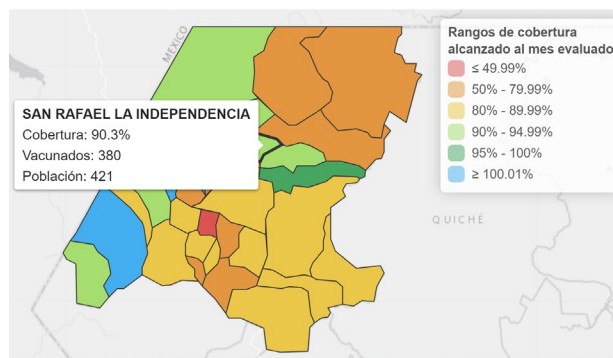 MEXICO
Rangos de cobertura
alcanzado al mes evaluado
≤ 49.99%
50% - 79.99%
80% - 89.99%
90% - 94.99%
95% - 100%
≥ 100.01%
SAN RAFAEL LA INDEPENDENCIA
Cobertura: 90.3%
Vacunados: 380
Población: 421
QUICHÉ